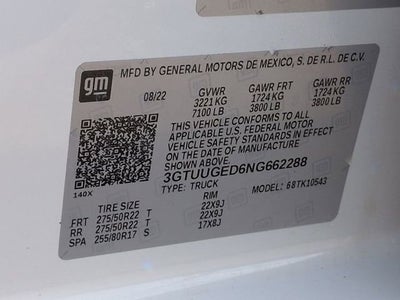 gm
MFD BY GENERAL MOTORS DE MEXICO, S. DE R.L. DE C.V.
08/22 GVWR GAWR FRT GAWR RR
3221 KG 1724 KG 1724 KG
7100 LB 3800 LB 3800 LB
THIS VEHICLE CONFORMS TO ALL
APPLICABLE U.S. FEDERAL MOTOR
VEHICLE SAFETY STANDARDS IN EFFECT
ON THE DATE OF MANUFACTURE
SHOWN ABOVE.
3GTUUGED6NG662288
140X TYPE: TRUCK MODEL: 68TK10543
TIRE SIZE RIM
FRT 275/50R22 T 22X9J
RR 275/50R22 T 22X9J
SPA 255/80R17 S 17X8J